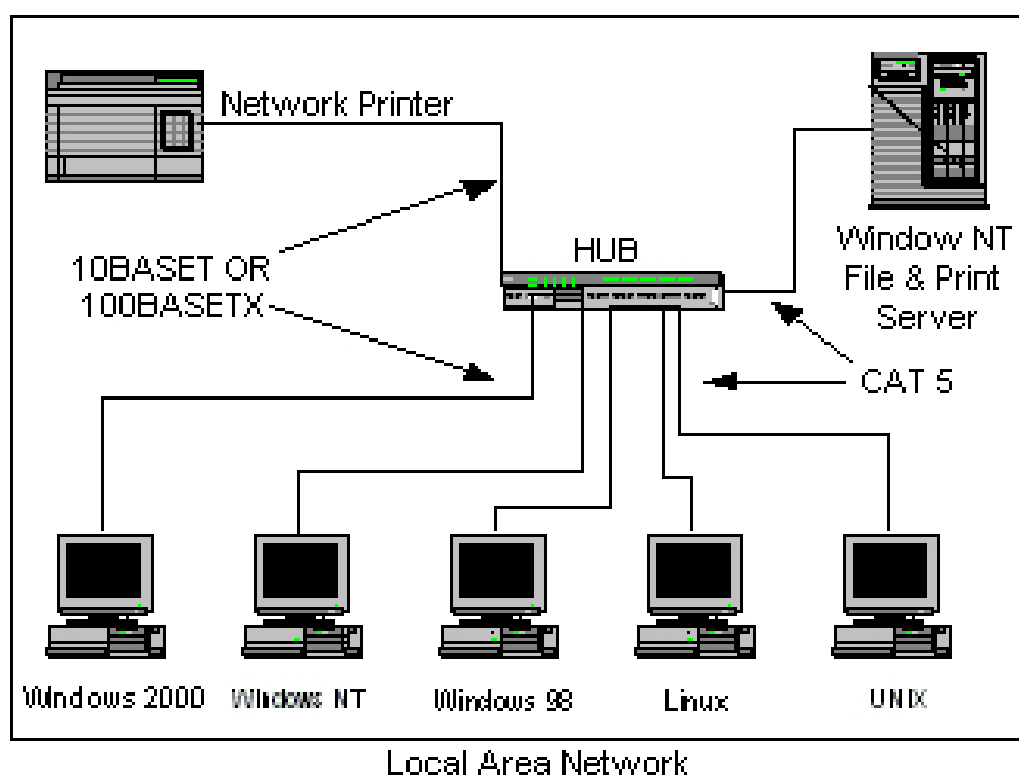 Network Printer
HUB
Window NT
File & Print
Server
10BASET OR
100BASETX
CAT 5
Windows 2000
Windows NT
Windows 98
Linux
UNIX
Local Area Network